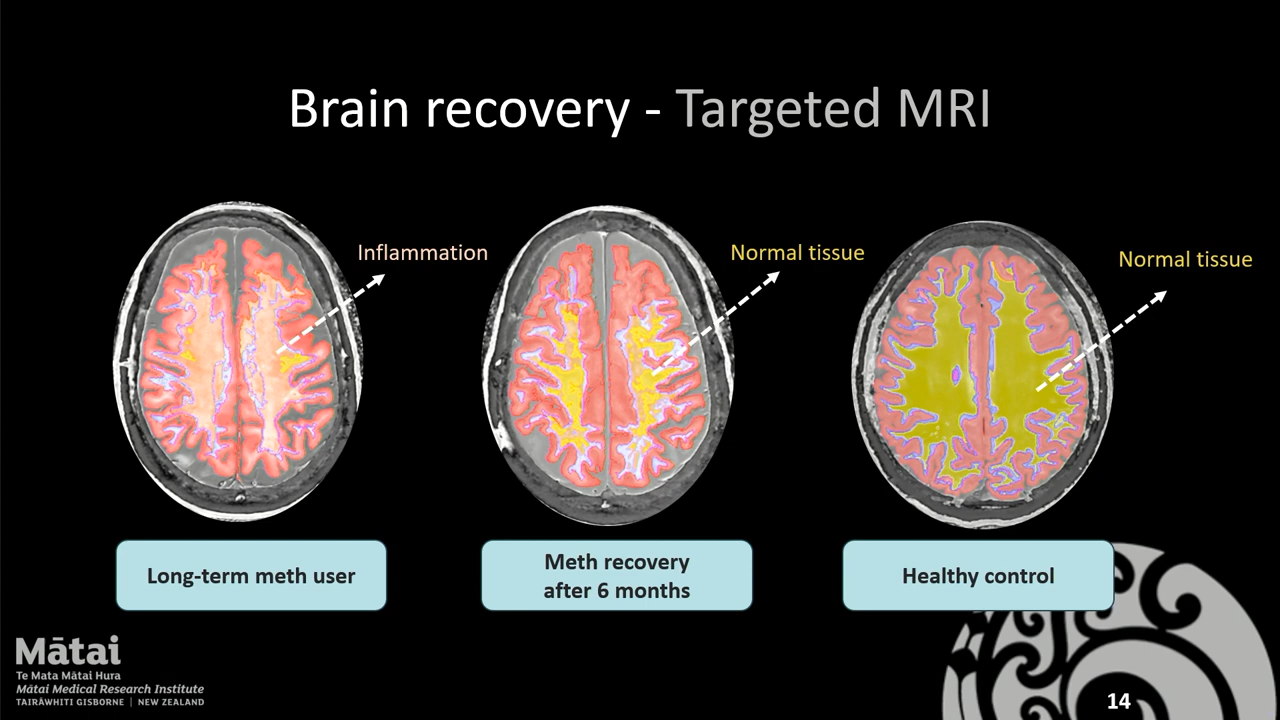 Brain recovery - Targeted MRI
Inflammation
Normal tissue
Normal tissue
Long-term meth user
Meth recovery
after 6 months
Healthy control
Mātai
Te Mata Mātai Hura
Mātai Medical Research Institute
TAIRĀWHITI GISBORNE | NEW ZEALAND
14